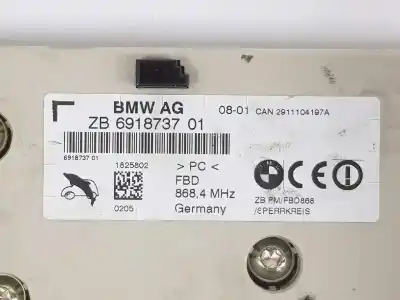 BMW AG
08-01 CAN 2911104197A
ZB 6918737 01
6918737 01
1825802
> PC <
FBD
868,4 MHz
0205
Germany
ZB FM/FBD868
/SPERRKREIS